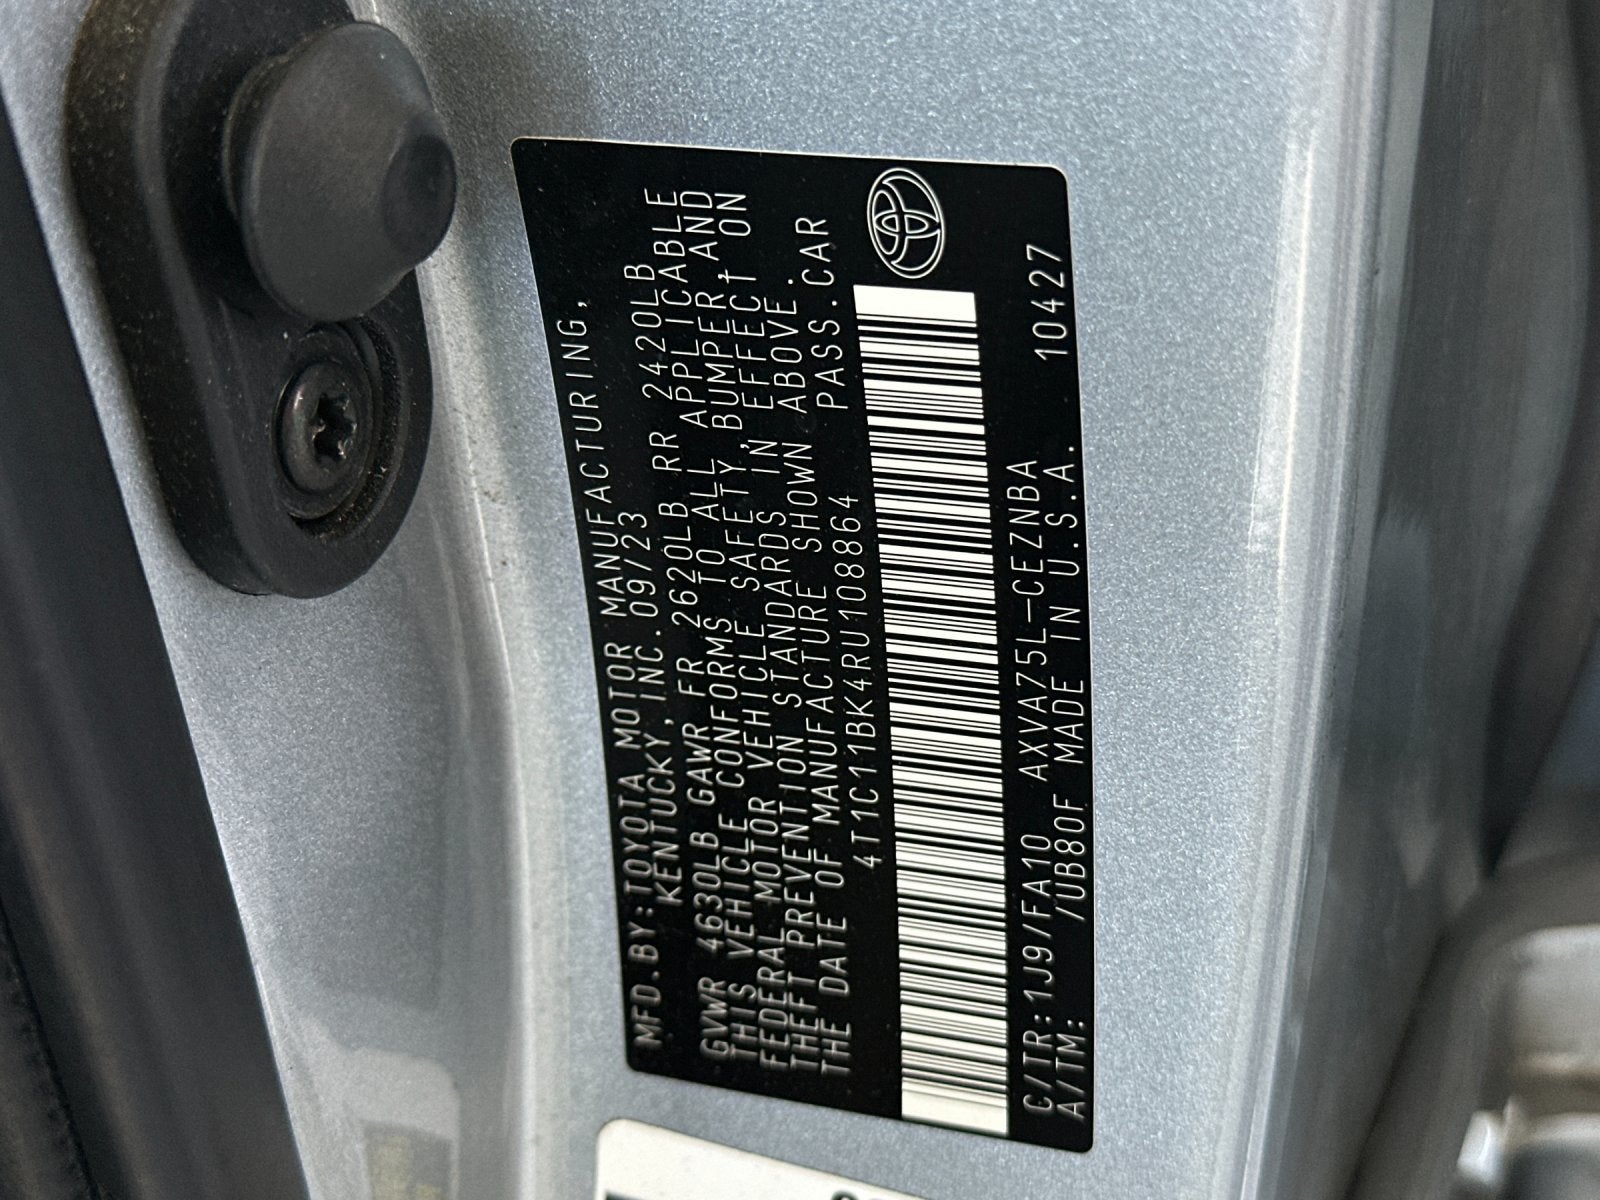 MFD.BY:TOYOTA MOTOR MANUFACTURING,
KENTUCKY,INC.09/23
GVWR 4630LB GAWR FR 2620LB RR 2420LB
THIS VEHICLE CONFORMS TO ALL APPLICABLE
FEDERAL MOTOR VEHICLE SAFETY,BUMPER,AND
THEFT PREVENTION STANDARDS IN EFFECT ON
THE DATE OF MANUFACTURE SHOWN ABOVE.
4T1C11BK4RU108864 PASS.CAR
C/TR:1J9/FA10 AXVA75L-CEZNBA 10427
A/TM: /UB80F MADE IN U.S.A.